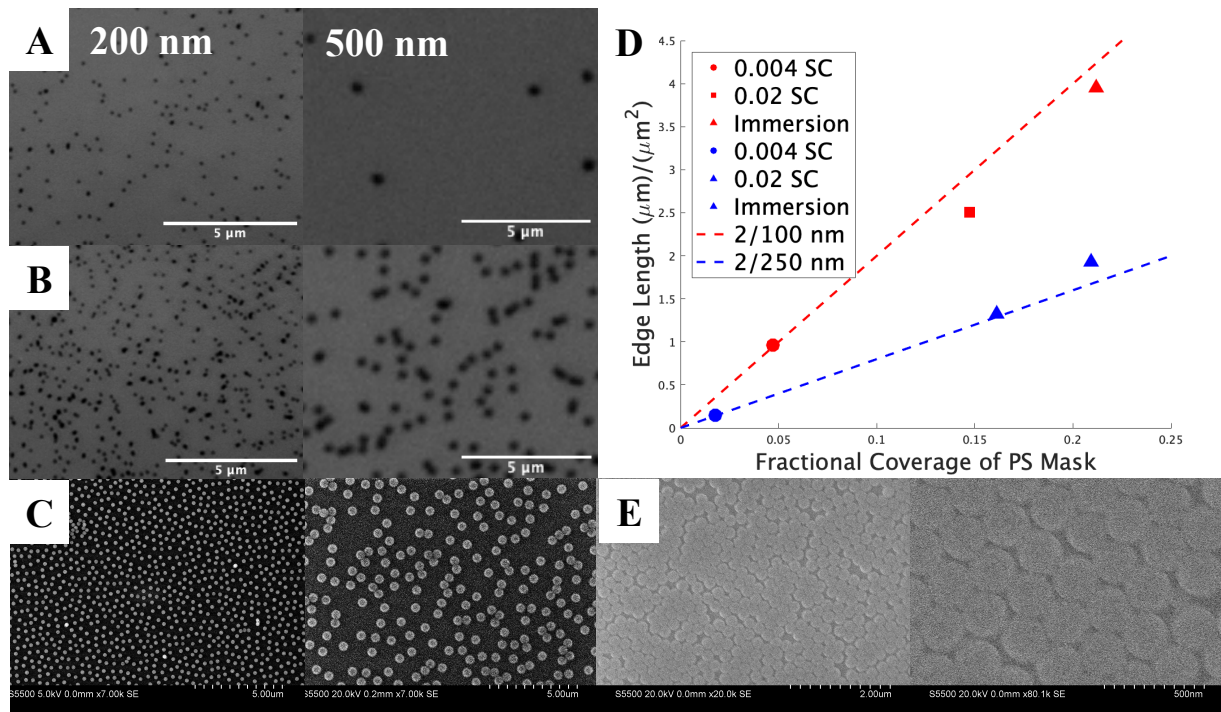 A
200 nm
500 nm
5 μm
5 μm
B
5 μm
5 μm
C
S5500 5.0kV 0.0mm x7.00k SE
5.00um
S5500 20.0kV 0.2mm x7.00k SE
5.00um
D
4.5
4
3.5
3
2.5
2
1.5
1
0.5
0
Edge Length (μm)/(μm²)
0.004 SC
0.02 SC
Immersion
0.004 SC
0.02 SC
Immersion
2/100 nm
2/250 nm
0
0.05
0.1
0.15
0.2
0.25
Fractional Coverage of PS Mask
E
S5500 20.0kV 0.0mm x20.0k SE
2.00um
S5500 20.0kV 0.0mm x80.1k SE
500nm